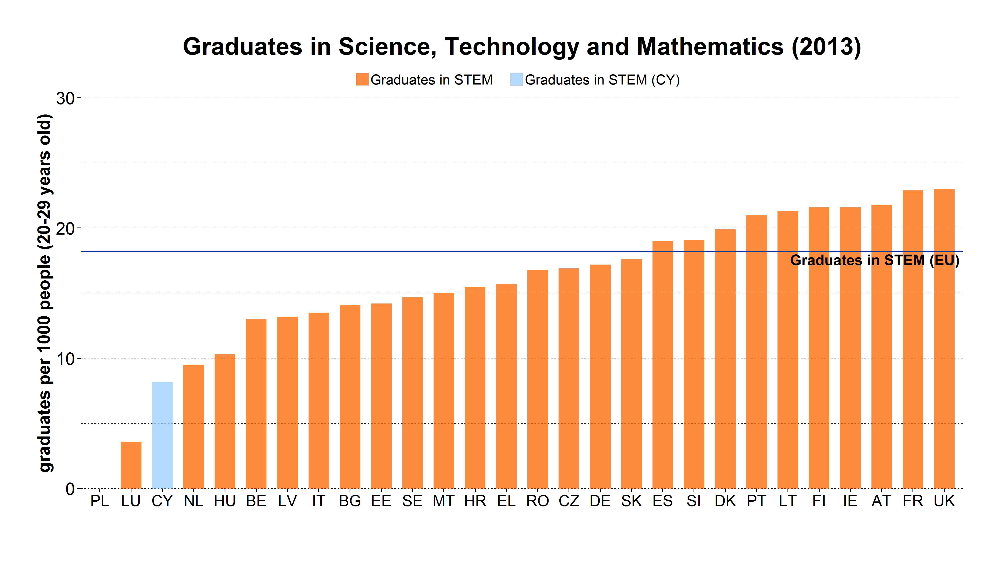 Graduates in Science, Technology and Mathematics (2013)
Graduates in STEM
Graduates in STEM (CY)
graduates per 1000 people (20-29 years old)
30
20
10
0
Graduates in STEM (EU)
PL LU CY NL HU BE LV IT BG EE SE MT HR EL RO CZ DE SK ES SI DK PT LT FI IE AT FR UK